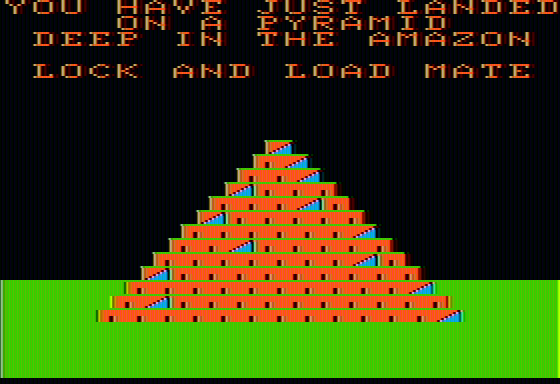 YOU HAVE JUST LANDED
ON A PYRAMID
DEEP IN THE AMAZON
LOCK AND LOAD MATE